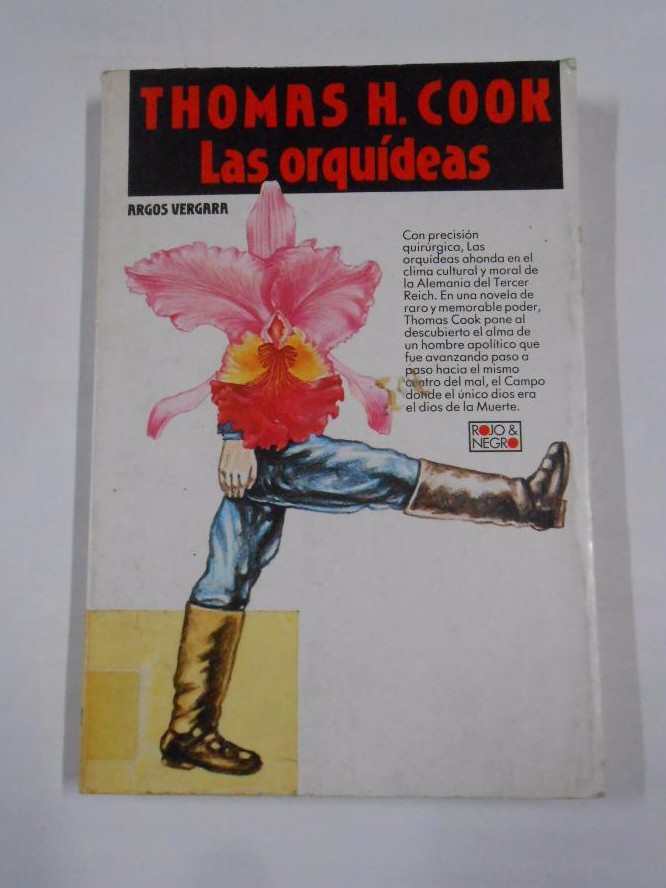 THOMAS H. COOK
Las orquídeas
ARGOS VERGARA
Con precisión
quirúrgica, Las
orquídeas ahonda en el
clima cultural y moral de
la Alemania del Tercer
Reich. En una novela de
raro y memorable poder,
Thomas Cook pone al
descubierto el alma de
un hombre apolítico que
fue avanzando paso a
paso hacia el mismo
centro del mal, el Campo
donde el único dios era
el dios de la Muerte.
ROJO &
NEGRO